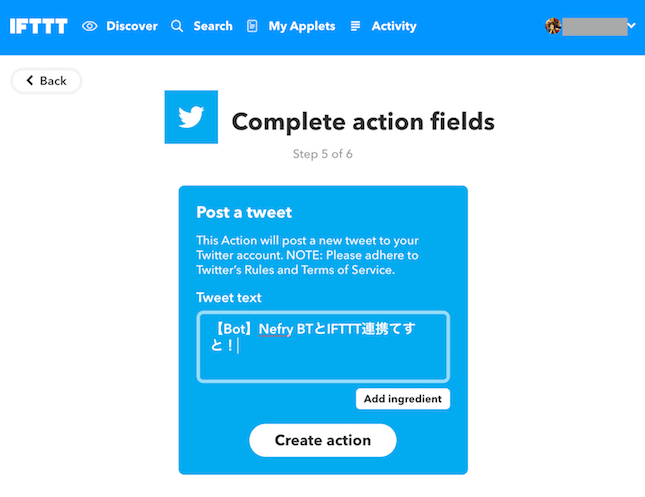 IFTTT Discover Search My Applets Activity
Back
Complete action fields
Step 5 of 6
Post a tweet
This Action will post a new tweet to your
Twitter account. NOTE: Please adhere to
Twitter's Rules and Terms of Service.
Tweet text
【Bot】Nefry BTとIFTTT連携てす
と！
Add ingredient
Create action